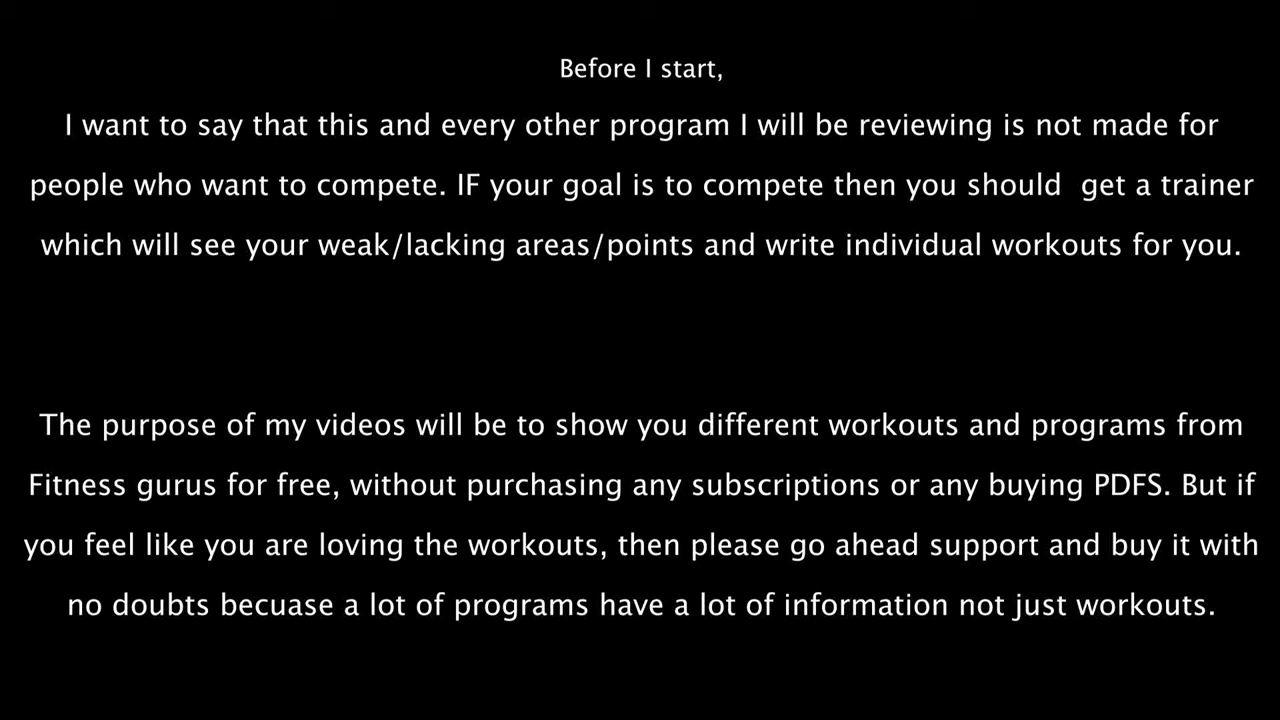 Before I start,
I want to say that this and every other program I will be reviewing is not made for
people who want to compete. IF your goal is to compete then you should  get a trainer
which will see your weak/lacking areas/points and write individual workouts for you.
The purpose of my videos will be to show you different workouts and programs from
Fitness gurus for free, without purchasing any subscriptions or any buying PDFS. But if
you feel like you are loving the workouts, then please go ahead support and buy it with
no doubts becuase a lot of programs have a lot of information not just workouts.